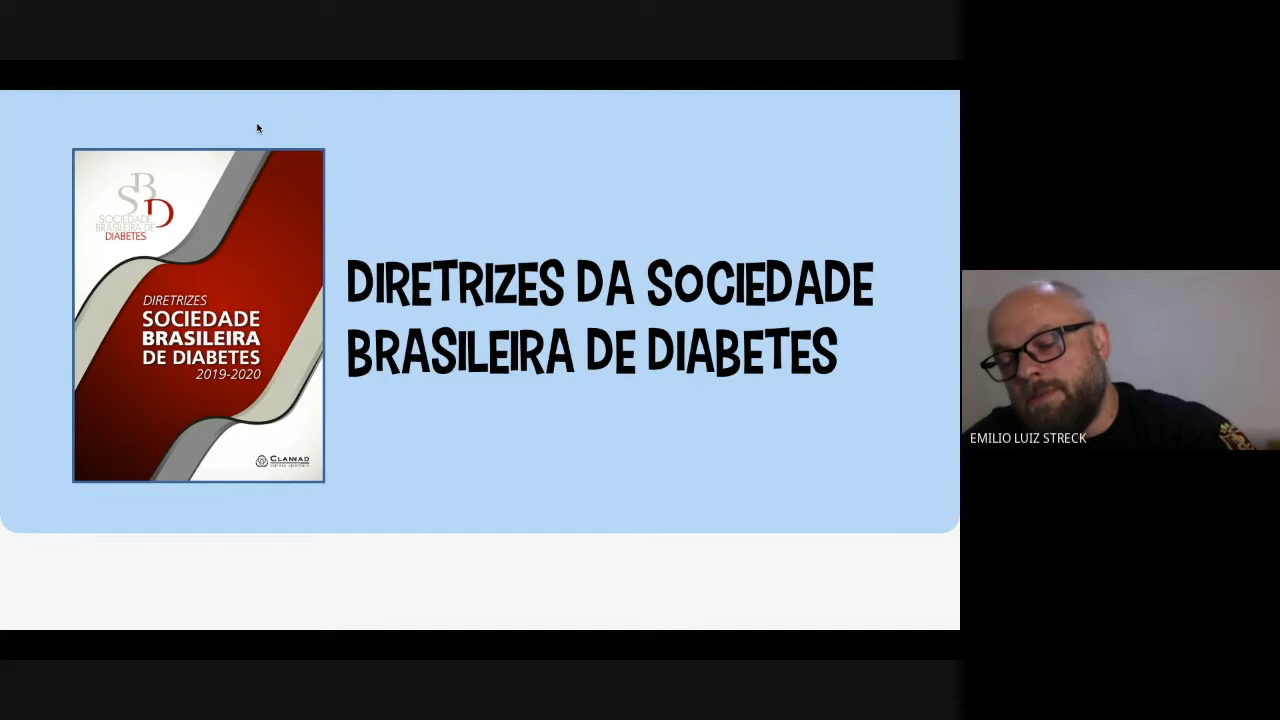 SBD
SOCIEDADE
BRASILEIRA DE
DIABETES
DIRETRIZES
SOCIEDADE
BRASILEIRA
DE DIABETES
2019-2020
CLANNAD
DIRETRIZES DA SOCIEDADE
BRASILEIRA DE DIABETES
EMILIO LUIZ STRECK